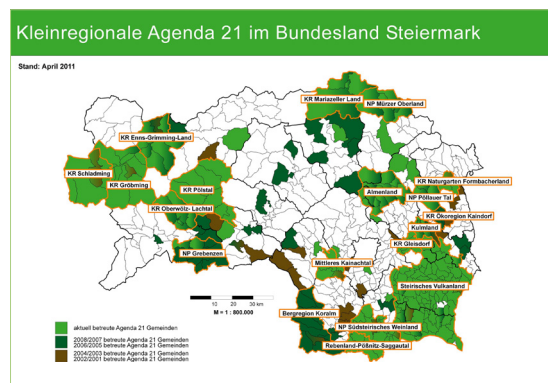 Kleinregionale Agenda 21 im Bundesland Steiermark
Stand: April 2011
KR Mariazeller Land
NP Mürzer Oberland
KR Enns-Grimming-Land
KR Schladming
KR Gröbming
KR Pölstal
KR Naturgarten Formbacherland
Almenland
NP Pöllauer Tal
KR Oberwölz- Lachtal
KR Ökoregion Kaindorf
Kulmland
KR Gleisdorf
NP Grebenzen
Mittleres Kainachtal
Steirisches Vulkanland
10 20 30 km
M = 1 : 800.000
Bergregion Koralm
NP Südsteirisches Weinland
Rebenland-Pößnitz-Saggautal
aktuell betreute Agenda 21 Gemeinden
2008/2007 betreute Agenda 21 Gemeinden
2006/2005 betreute Agenda 21 Gemeinden
2004/2003 betreute Agenda 21 Gemeinden
2002/2001 betreute Agenda 21 Gemeinden